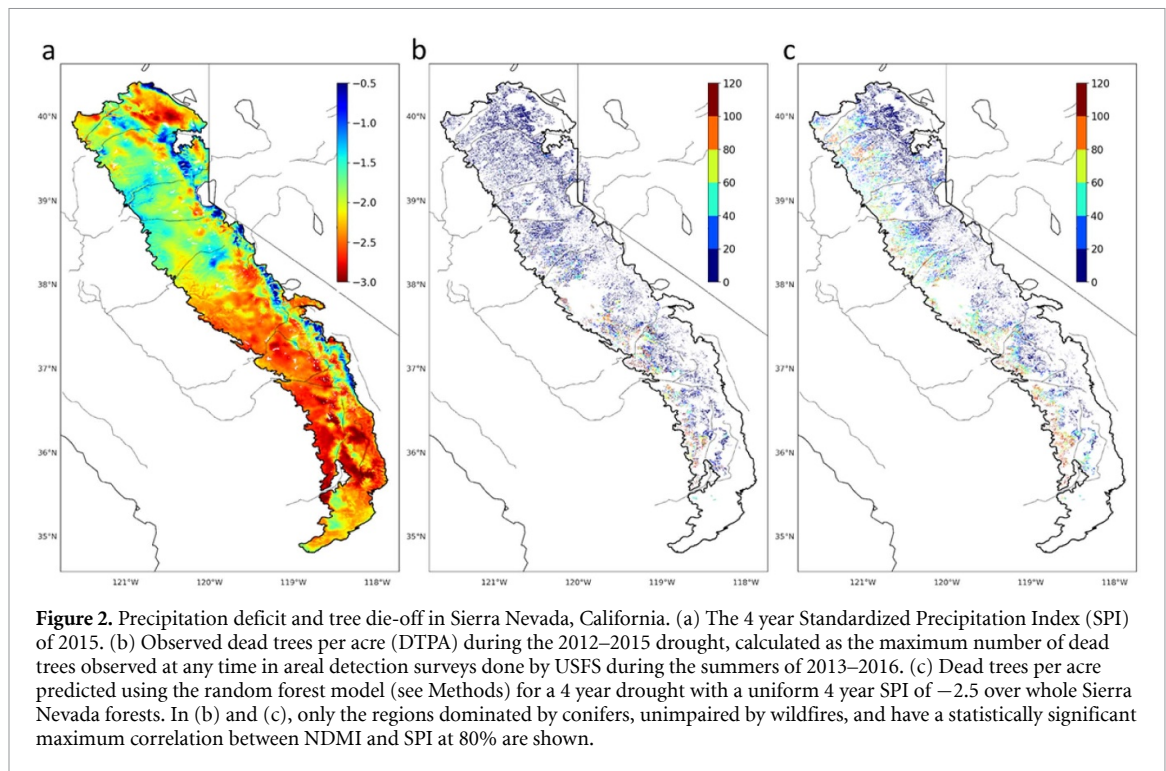 a
b
c
40°N
39°N
38°N
37°N
36°N
35°N
121°W
120°W
119°W
118°W
−0.5
−1.0
−1.5
−2.0
−2.5
−3.0
40°N
39°N
38°N
37°N
36°N
35°N
121°W
120°W
119°W
118°W
120
100
80
60
40
20
0
40°N
39°N
38°N
37°N
36°N
35°N
121°W
120°W
119°W
118°W
120
100
80
60
40
20
0
Figure 2. Precipitation deficit and tree die-off in Sierra Nevada, California. (a) The 4 year Standardized Precipitation Index (SPI)
of 2015. (b) Observed dead trees per acre (DTPA) during the 2012–2015 drought, calculated as the maximum number of dead
trees observed at any time in areal detection surveys done by USFS during the summers of 2013–2016. (c) Dead trees per acre
predicted using the random forest model (see Methods) for a 4 year drought with a uniform 4 year SPI of −2.5 over whole Sierra
Nevada forests. In (b) and (c), only the regions dominated by conifers, unimpaired by wildfires, and have a statistically significant
maximum correlation between NDMI and SPI at 80% are shown.